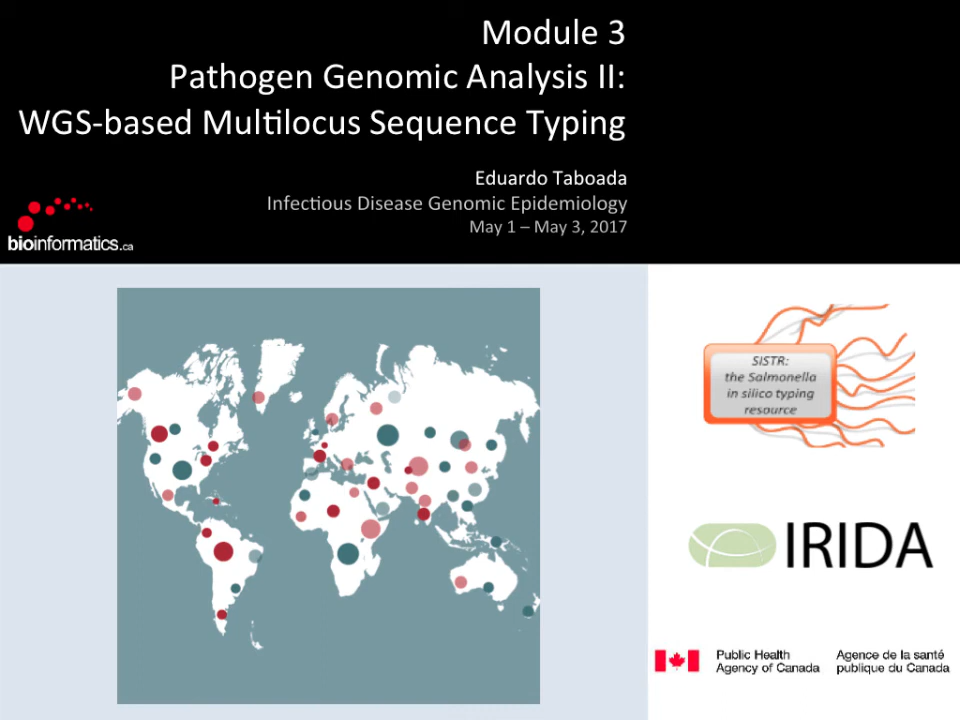 Module 3
Pathogen Genomic Analysis II:
WGS-based Multilocus Sequence Typing
Eduardo Taboada
Infectious Disease Genomic Epidemiology
May 1 – May 3, 2017
bioinformatics.ca
SISTR:
the Salmonella
in silico typing
resource
IRIDA
Public Health
Agency of Canada
Agence de la santé
publique du Canada